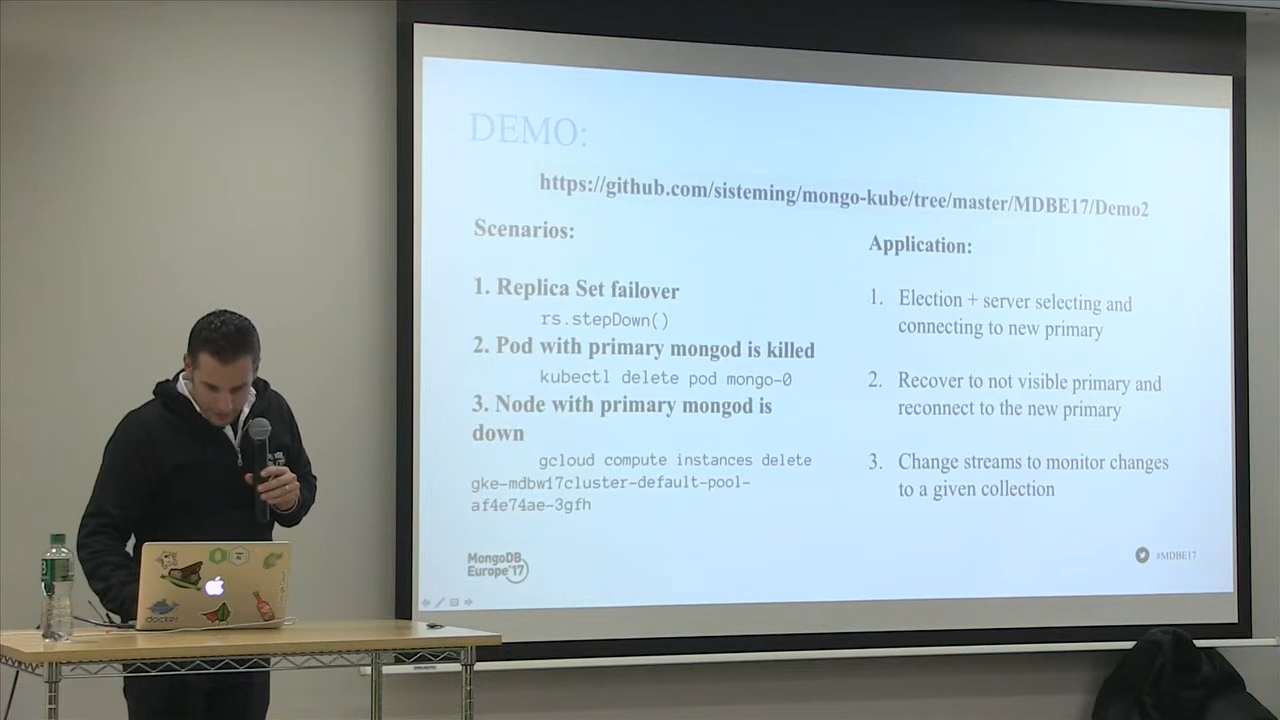 DEMO:
https://github.com/sisteming/mongo-kube/tree/master/MDBE17/Demo2
Scenarios:
1. Replica Set failover
rs.stepDown()
2. Pod with primary mongod is killed
kubectl delete pod mongo-0
3. Node with primary mongod is
down
gcloud compute instances delete
gke-mdbw17cluster-default-pool-
af4e74ae-3gfh
Application:
1. Election + server selecting and
connecting to new primary
2. Recover to not visible primary and
reconnect to the new primary
3. Change streams to monitor changes
to a given collection
MongoDB
Europe'17
#MDBE17
docker